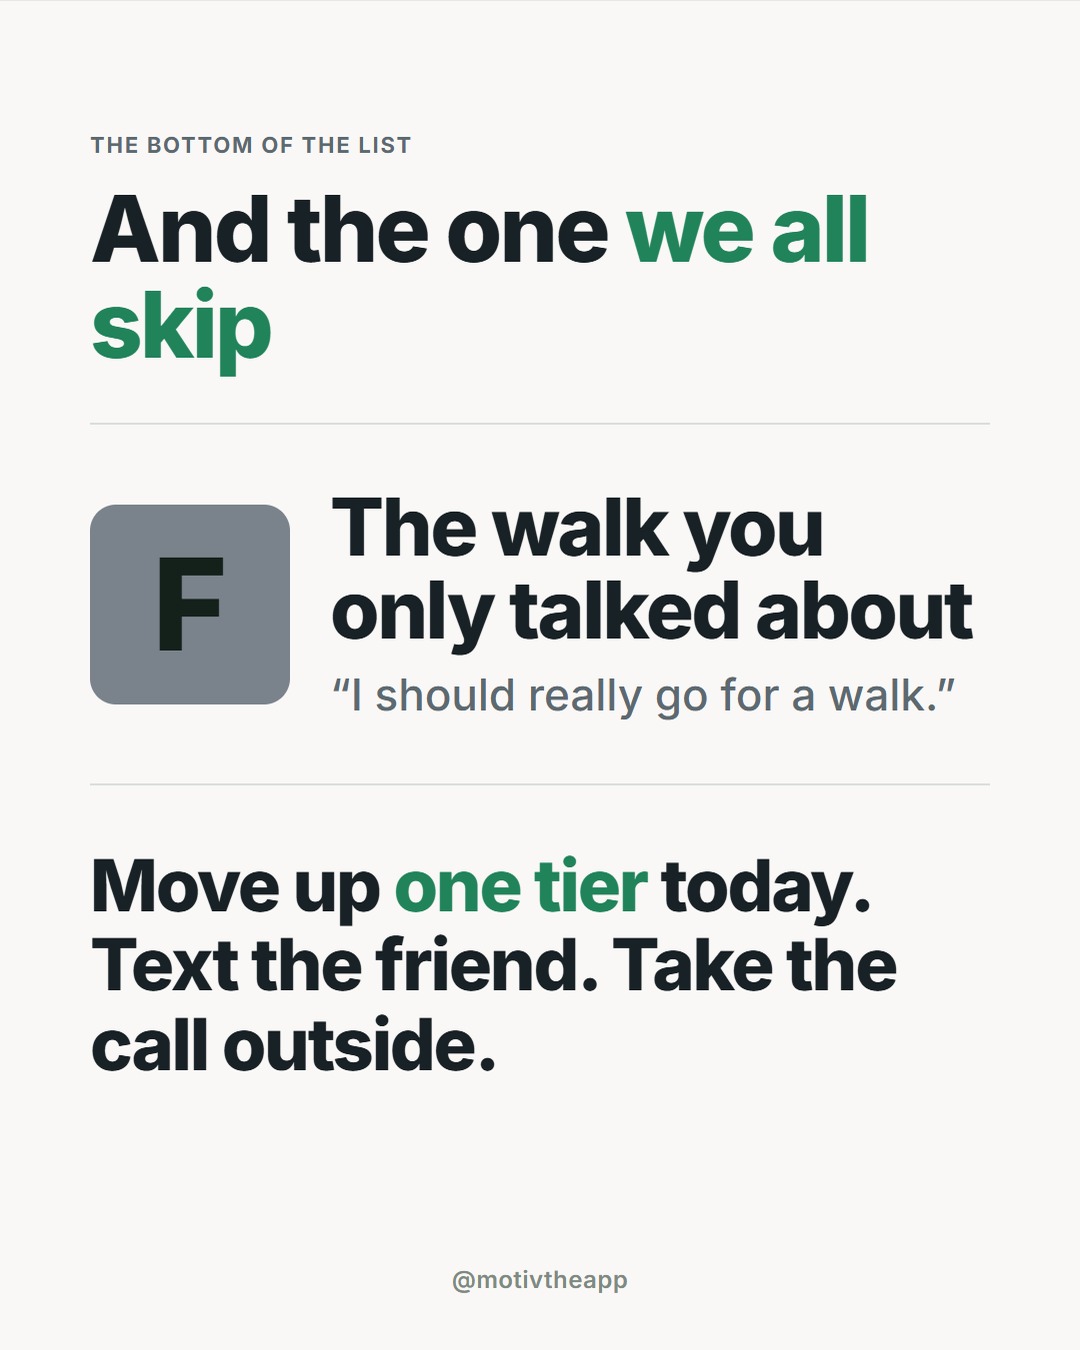 THE BOTTOM OF THE LIST
And the one we all
skip
F
The walk you
only talked about
“I should really go for a walk.”
Move up one tier today.
Text the friend. Take the
call outside.
@motivtheapp